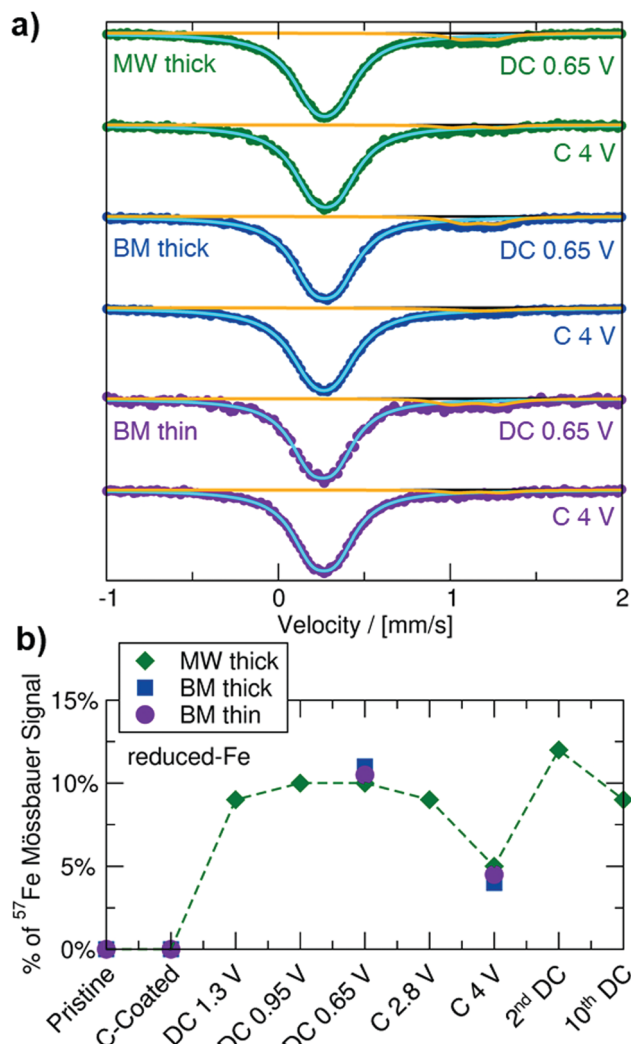 a)
MW thick
DC 0.65 V
C 4 V
BM thick
DC 0.65 V
C 4 V
BM thin
DC 0.65 V
C 4 V
-1
0
1
2
Velocity / [mm/s]
b)
MW thick
BM thick
BM thin
reduced-Fe
15%
10%
5%
0%
% of ⁵⁷Fe Mössbauer Signal
Pristine
C-Coated
DC 1.3 V
DC 0.95 V
DC 0.65 V
C 2.8 V
C 4 V
2ⁿᵈ DC
10ᵗʰ DC